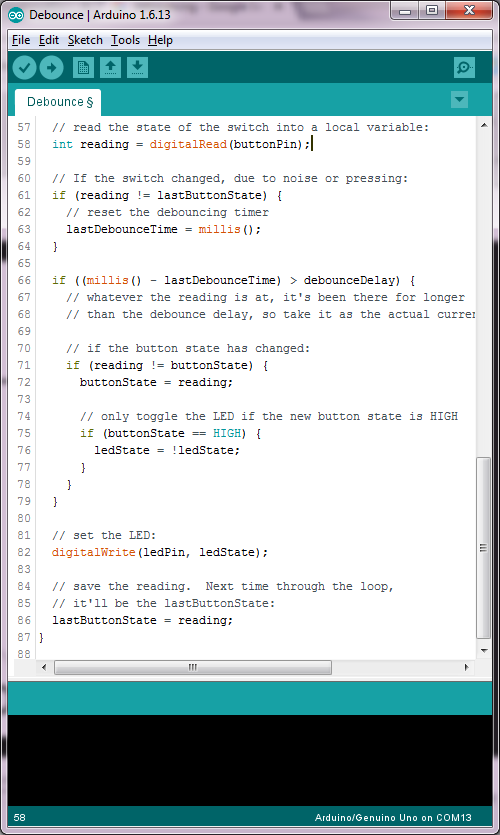 Debounce | Arduino 1.6.13
File Edit Sketch Tools Help
Debounce §
57 // read the state of the switch into a local variable:
58 int reading = digitalRead(buttonPin);
59
60 // If the switch changed, due to noise or pressing:
61 if (reading != lastButtonState) {
62 // reset the debouncing timer
63 lastDebounceTime = millis();
64 }
65
66 if ((millis() - lastDebounceTime) > debounceDelay) {
67 // whatever the reading is at, it's been there for longer
68 // than the debounce delay, so take it as the actual curren
69
70 // if the button state has changed:
71 if (reading != buttonState) {
72 buttonState = reading;
73
74 // only toggle the LED if the new button state is HIGH
75 if (buttonState == HIGH) {
76 ledState = !ledState;
77 }
78 }
79 }
80
81 // set the LED:
82 digitalWrite(ledPin, ledState);
83
84 // save the reading.  Next time through the loop,
85 // it'll be the lastButtonState:
86 lastButtonState = reading;
87 }
88
58 Arduino/Genuino Uno on COM13